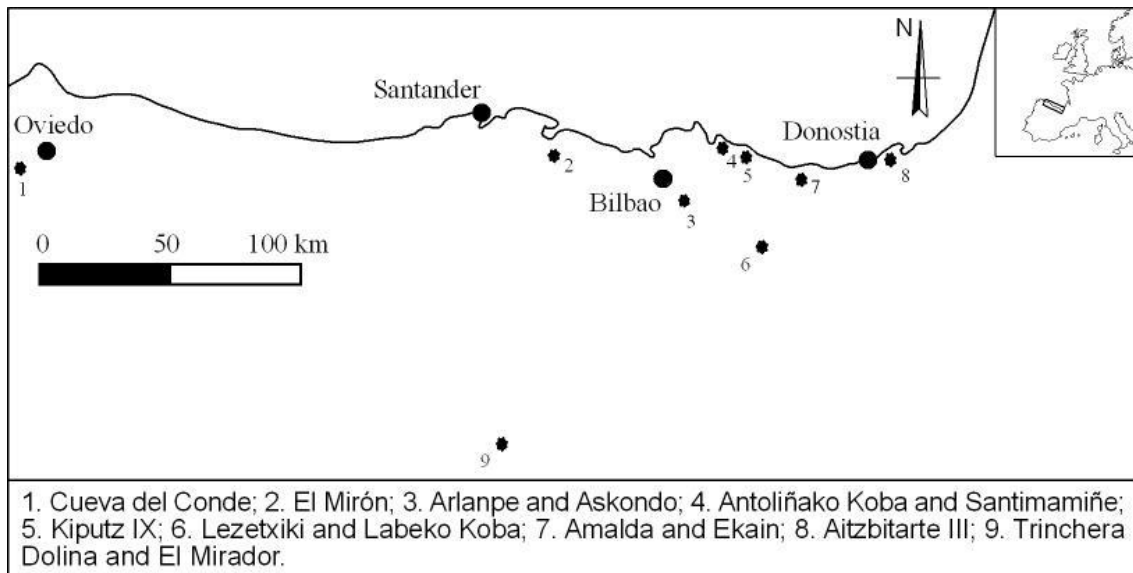 N
Santander
Oviedo
Donostia
1
2
4
5
7
8
Bilbao
3
0 50 100 km
6
9
1. Cueva del Conde; 2. El Mirón; 3. Arlanpe and Askondo; 4. Antoliñako Koba and Santimamiñe;
5. Kiputz IX; 6. Lezetxiki and Labeko Koba; 7. Amalda and Ekain; 8. Aitzbitarte III; 9. Trinchera
Dolina and El Mirador.